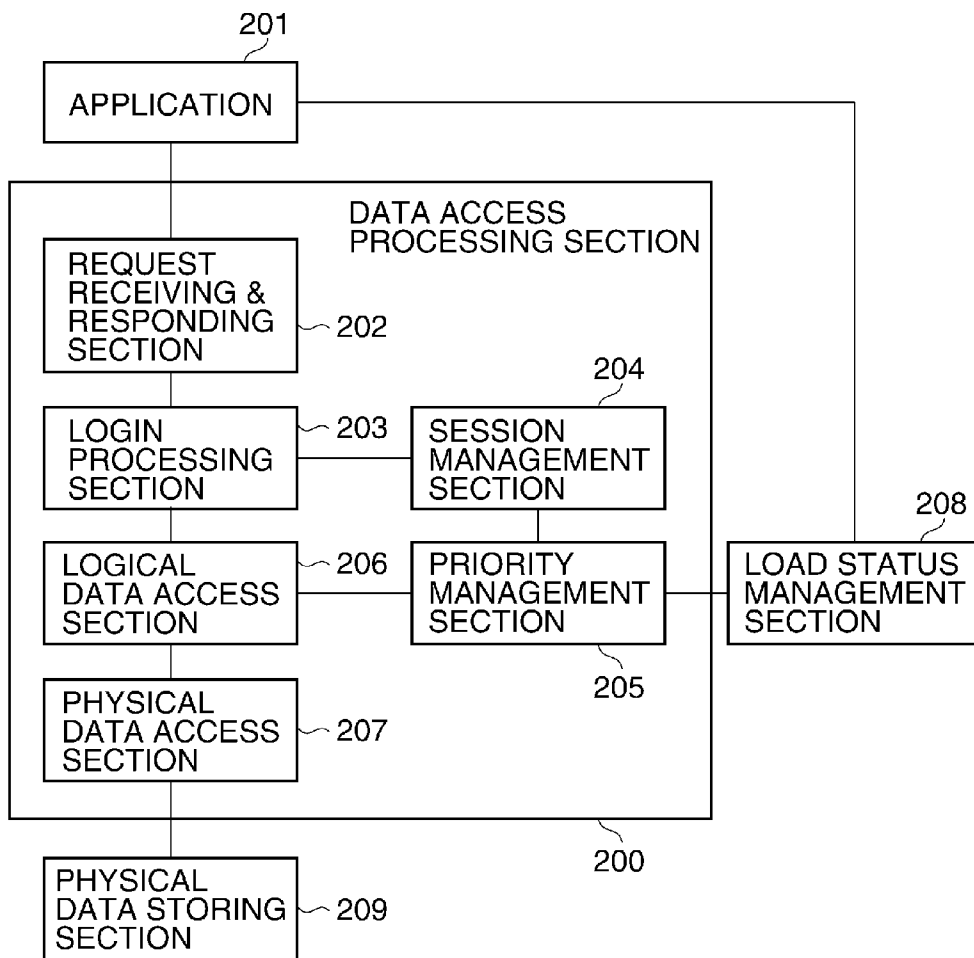 201
APPLICATION
DATA ACCESS
PROCESSING SECTION
REQUEST
RECEIVING &
RESPONDING
SECTION
202
204
LOGIN
PROCESSING
SECTION
203
SESSION
MANAGEMENT
SECTION
208
LOGICAL
DATA ACCESS
SECTION
206
PRIORITY
MANAGEMENT
SECTION
LOAD STATUS
MANAGEMENT
SECTION
205
PHYSICAL
DATA ACCESS
SECTION
207
200
PHYSICAL
DATA STORING
SECTION
209